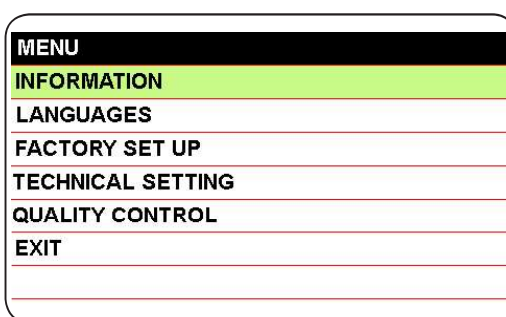 MENU
INFORMATION
LANGUAGES
FACTORY SET UP
TECHNICAL SETTING
QUALITY CONTROL
EXIT